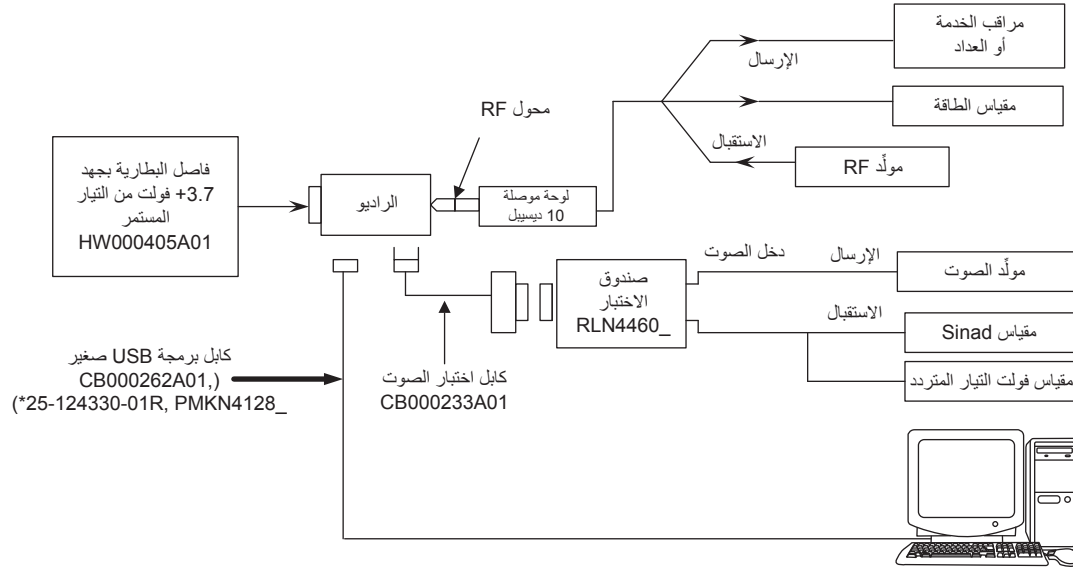 مراقب الخدمة
أو العداد
الإرسال
مقياس الطاقة
الاستقبال
مولّد RF
محول RF
فاصل البطارية بجهد
+3.7 فولت من التيار
المستمر
HW000405A01
الراديو
لوحة موصلة
10 ديسيبل
دخل الصوت
الإرسال
مولّد الصوت
صندوق
الاختبار
RLN4460_
الاستقبال
مقياس Sinad
مقياس فولت التيار المتردد
كابل اختبار الصوت
CB000233A01
كابل برمجة USB صغير
(CB000262A01,
25-124330-01R, PMKN4128_*)